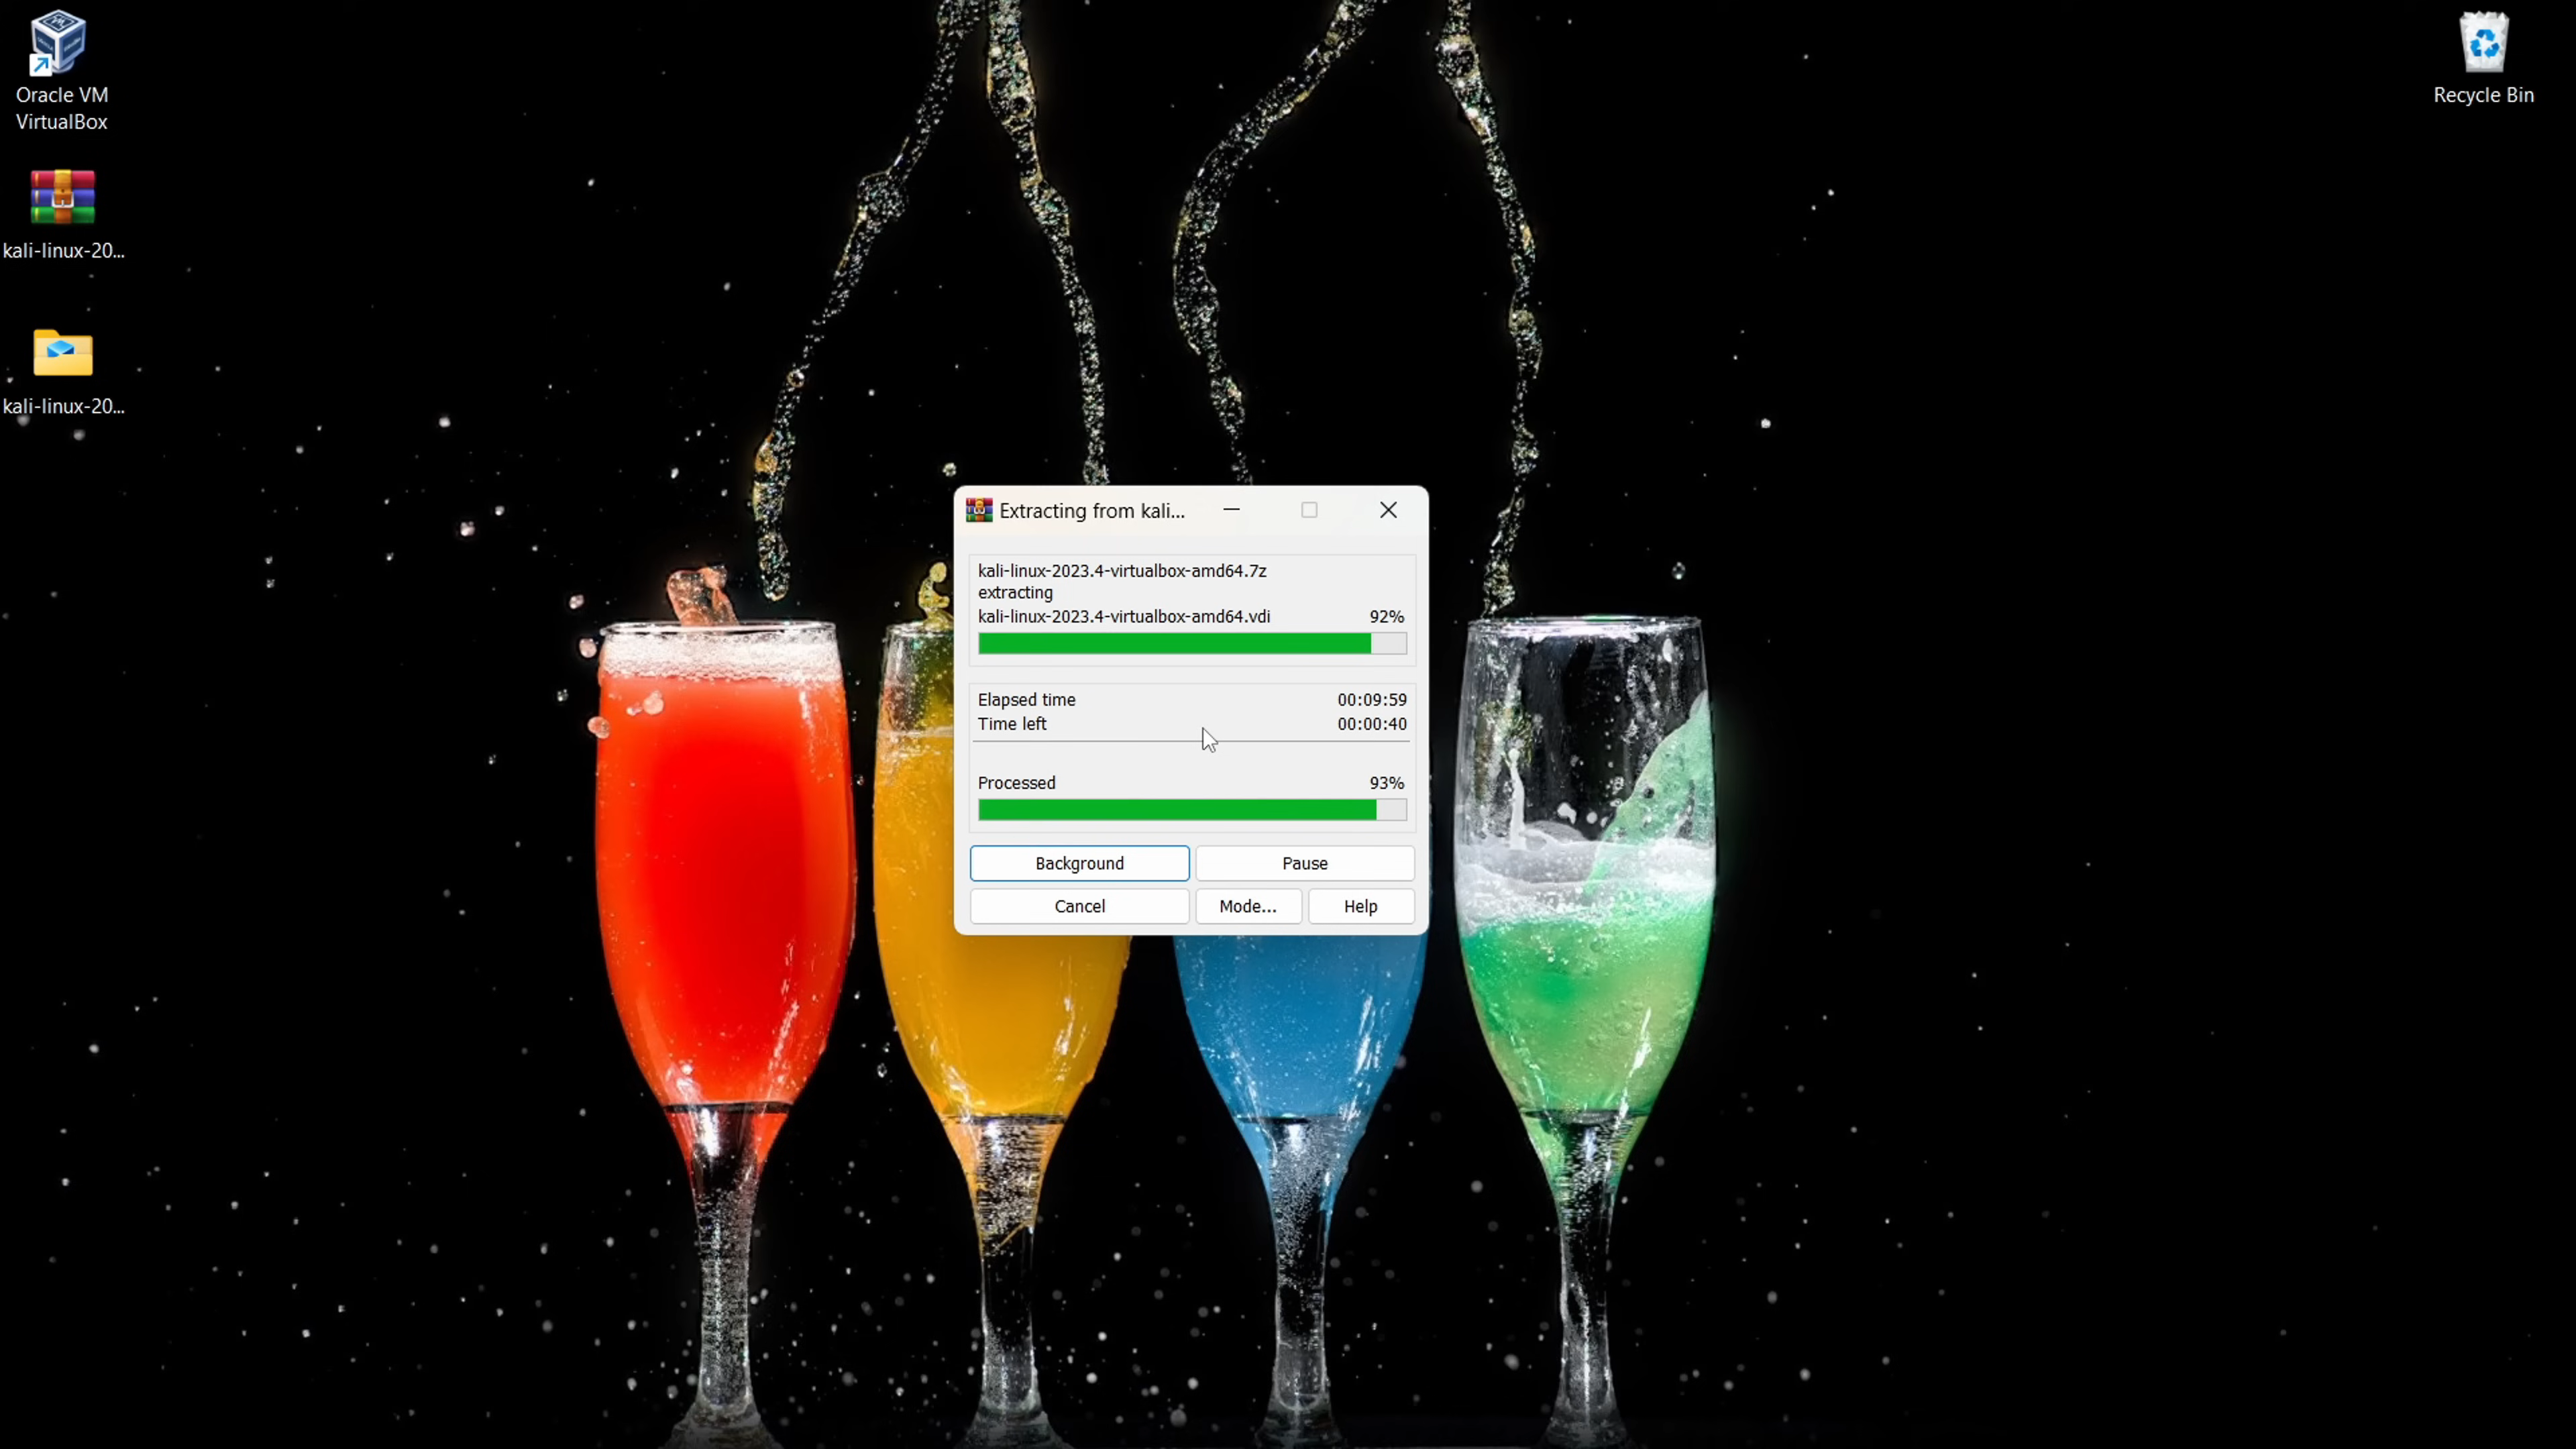 Oracle VM
VirtualBox
kali-linux-20...
kali-linux-20...
Recycle Bin
Extracting from kali...
kali-linux-2023.4-virtualbox-amd64.7z
extracting
kali-linux-2023.4-virtualbox-amd64.vdi 92%
Elapsed time 00:09:59
Time left 00:00:40
Processed 93%
Background Pause
Cancel Mode... Help